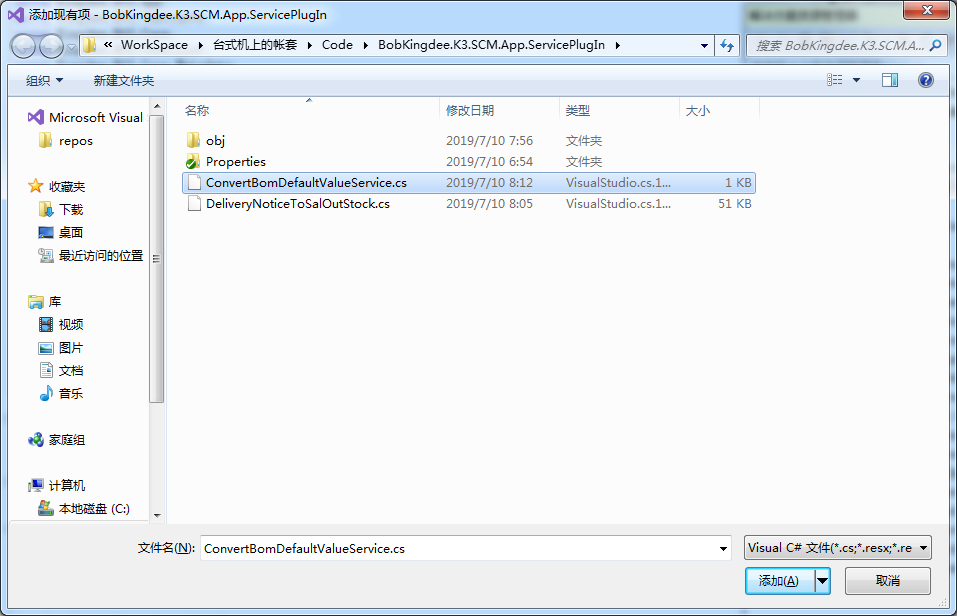 添加现有项 - BobKingdee.K3.SCM.App.ServicePlugIn
« WorkSpace 台式机上的帐套 Code BobKingdee.K3.SCM.App.ServicePlugIn
搜索 BobKingdee.K3.SCM.A...
组织 新建文件夹
名称 修改日期 类型 大小
Microsoft Visual
repos
收藏夹
下载
桌面
最近访问的位置
库
视频
图片
文档
音乐
家庭组
计算机
本地磁盘 (C:)
obj 2019/7/10 7:56 文件夹
Properties 2019/7/10 6:54 文件夹
ConvertBomDefaultValueService.cs 2019/7/10 8:12 VisualStudio.cs.1... 1 KB
DeliveryNoticeToSalOutStock.cs 2019/7/10 8:05 VisualStudio.cs.1... 51 KB
文件名(N): ConvertBomDefaultValueService.cs
Visual C# 文件(*.cs;*.resx;*.re
添加(A) 取消